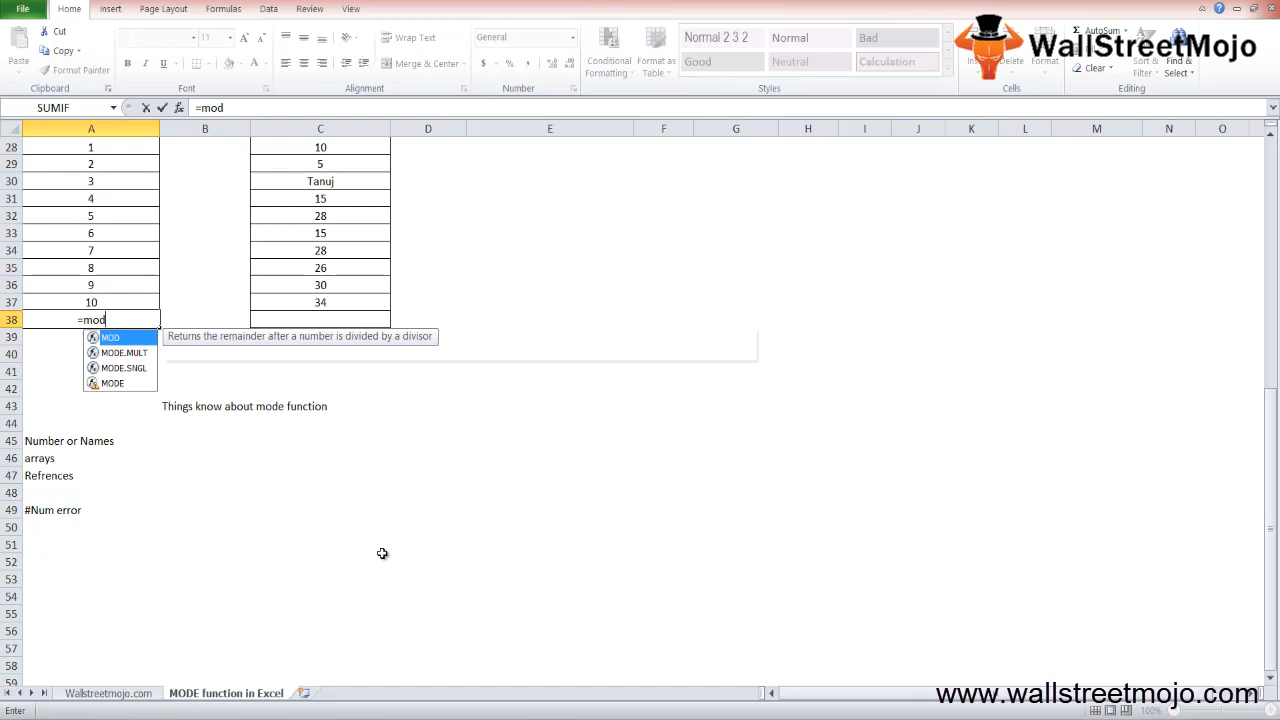 File Home Insert Page Layout Formulas Data Review View
Cut
Copy
Format Painter
Paste
Clipboard
11
B I U
Font
Wrap Text
Merge & Center
Alignment
General
$ % ,
Number
Conditional Formatting
Format as Table
Normal 2 3 2 Normal Bad
Good Neutral Calculation
Styles
Format
Cells
AutoSum
Clear
Sort & Filter
Find & Select
Editing
WallStreetMojo
SUMIF fx =mod
A B C D E F G H I J K L M N O
28 1 10
29 2 5
30 3 Tanuj
31 4 15
32 5 28
33 6 15
34 7 28
35 8 26
36 9 30
37 10 34
38 =mod
39 MOD Returns the remainder after a number is divided by a divisor
40 MODE.MULT
41 MODE.SNGL
42 MODE
43 Things know about mode function
44
45 Number or Names
46 arrays
47 Refrences
48
49 #Num error
50
51
52
53
54
55
56
57
58
59
Wallstreetmojo.com MODE function in Excel
www.wallstreetmojo.com
Enter 100%